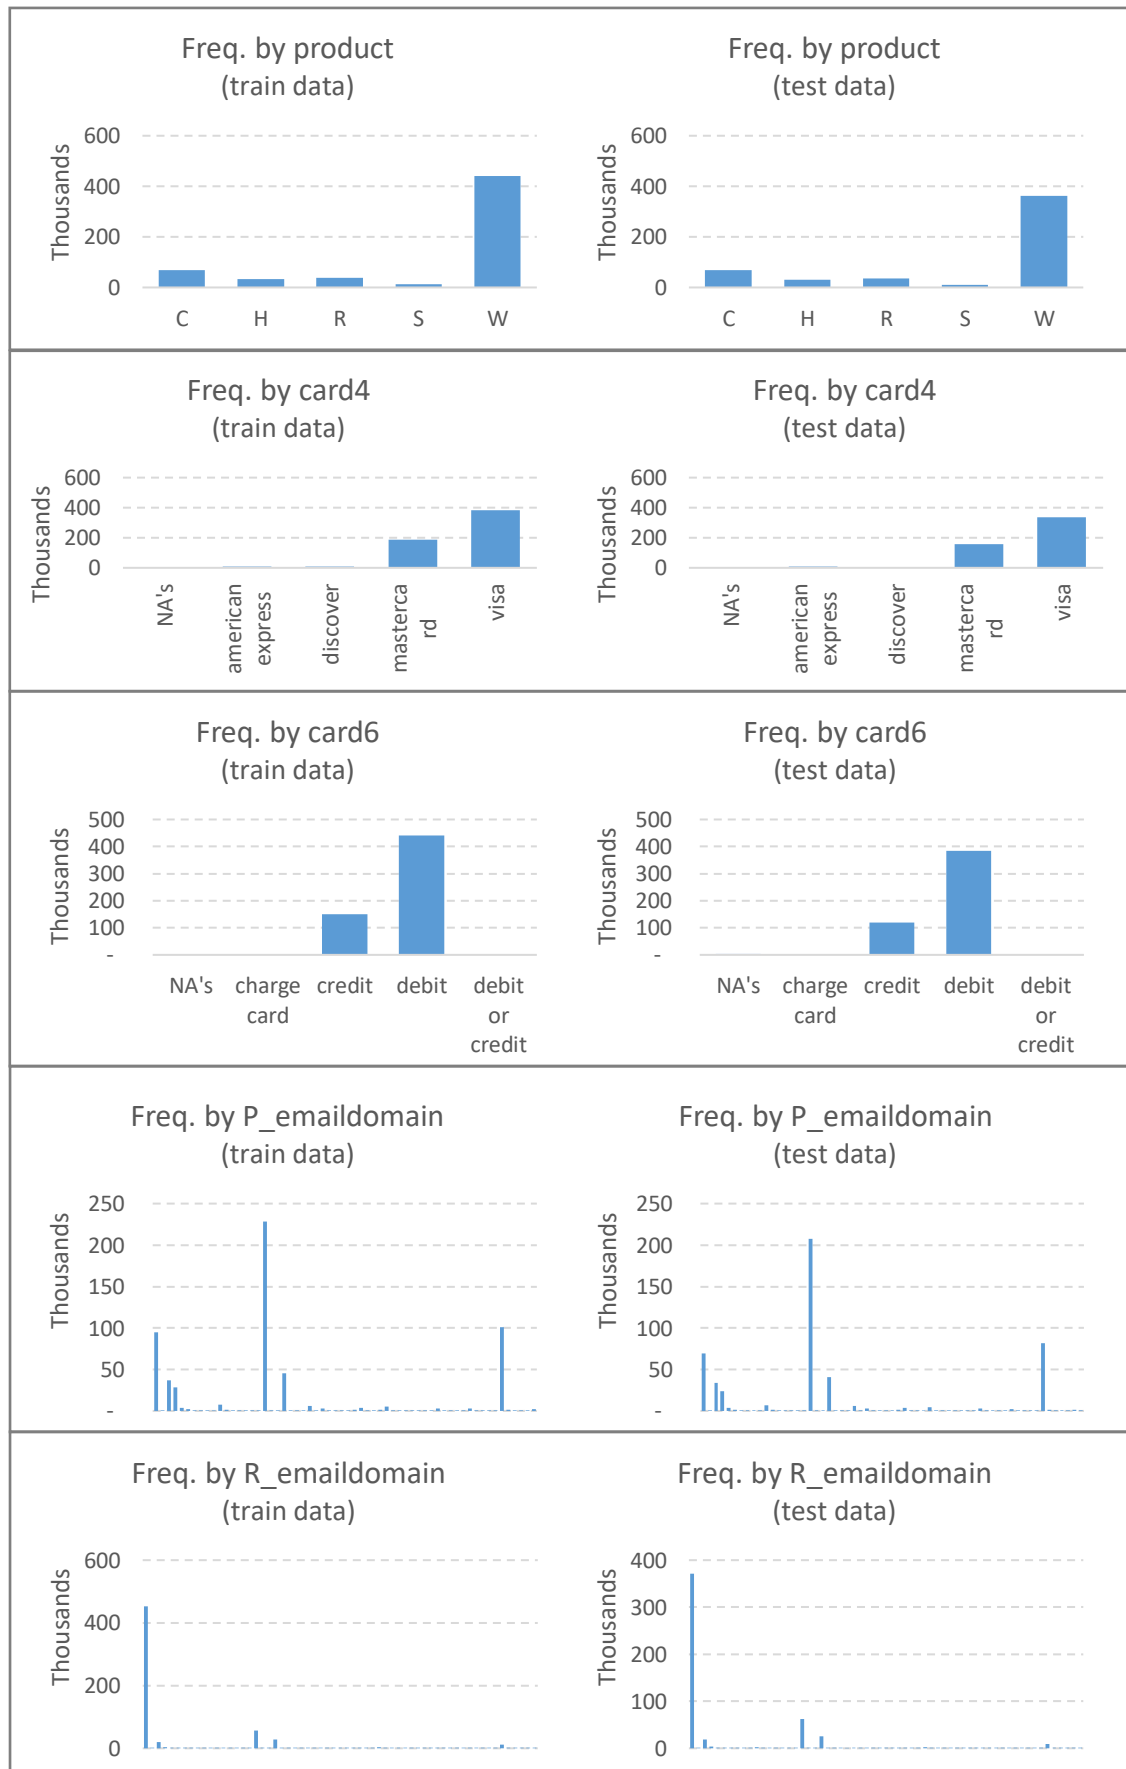 Freq. by product
(train data)
Thousands
600
400
200
0
C H R S W
Freq. by product
(test data)
Thousands
600
400
200
0
C H R S W
Freq. by card4
(train data)
Thousands
600
400
200
0
NA's
american
express
discover
masterca
rd
visa
Freq. by card4
(test data)
Thousands
600
400
200
0
NA's
american
express
discover
masterca
rd
visa
Freq. by card6
(train data)
Thousands
500
400
300
200
100
-
NA's
charge
card
credit
debit
debit
or
credit
Freq. by card6
(test data)
Thousands
500
400
300
200
100
-
NA's
charge
card
credit
debit
debit
or
credit
Freq. by P_emaildomain
(train data)
Thousands
250
200
150
100
50
-
Freq. by P_emaildomain
(test data)
Thousands
250
200
150
100
50
-
Freq. by R_emaildomain
(train data)
Thousands
600
400
200
0
Freq. by R_emaildomain
(test data)
Thousands
400
300
200
100
0